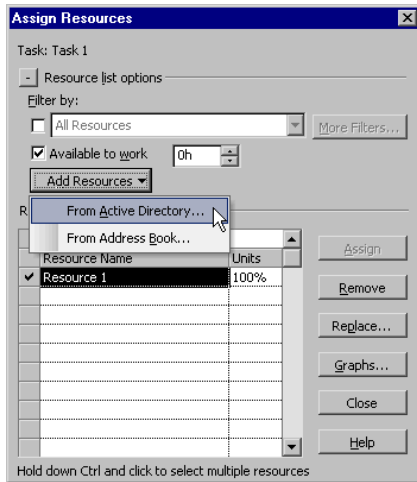 Assign Resources
Task: Task 1
- Resource list options
Filter by:
All Resources
More Filters...
Available to work
0h
Add Resources
From Active Directory...
From Address Book...
R
Resource Name Units
Resource 1 100%
Assign
Remove
Replace...
Graphs...
Close
Help
Hold down Ctrl and click to select multiple resources